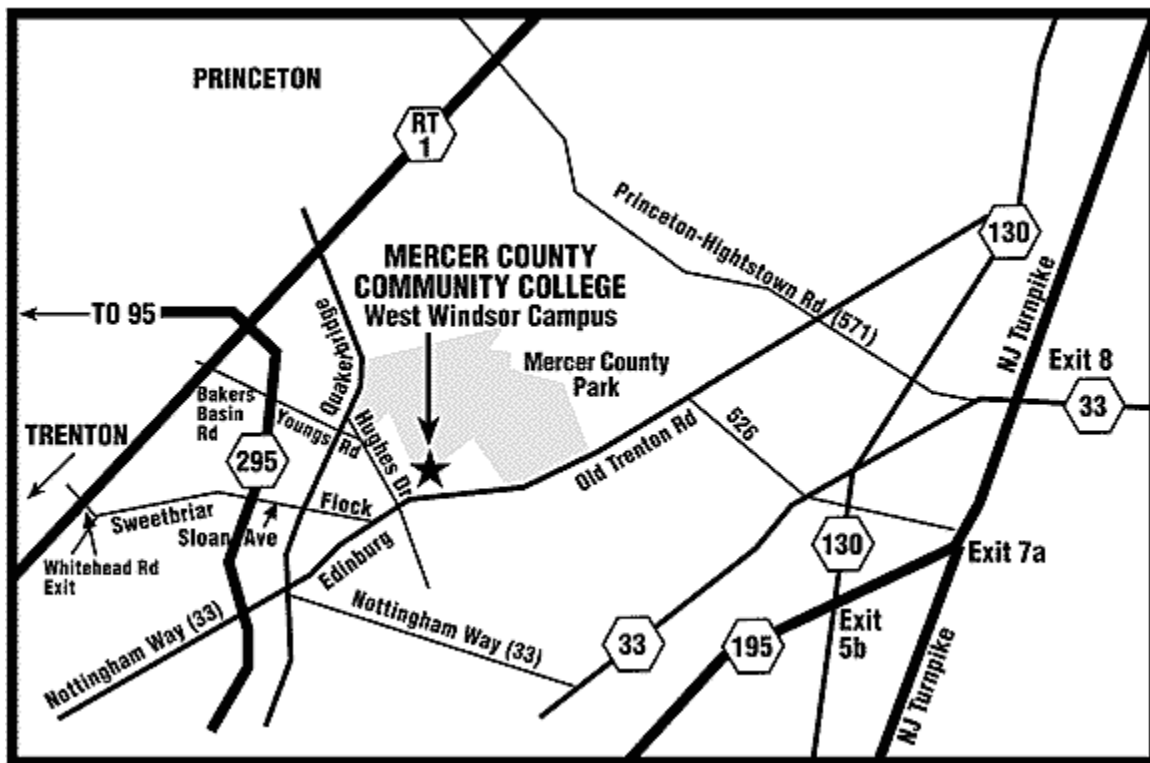 PRINCETON
RT
1
Princeton-Hightstown Rd (571)
130
NJ Turnpike
MERCER COUNTY
COMMUNITY COLLEGE
West Windsor Campus
TO 95
Quakerbridge
Mercer County
Park
Exit 8
33
Bakers
Basin
Rd
Youngs Rd
Hughes Dr
526
Old Trenton Rd
TRENTON
295
Sweetbriar
Sloan Ave
Flock
Edinburg
130
Exit 7a
Whitehead Rd
Exit
Nottingham Way (33)
Nottingham Way (33)
33
195
Exit
5b
NJ Turnpike